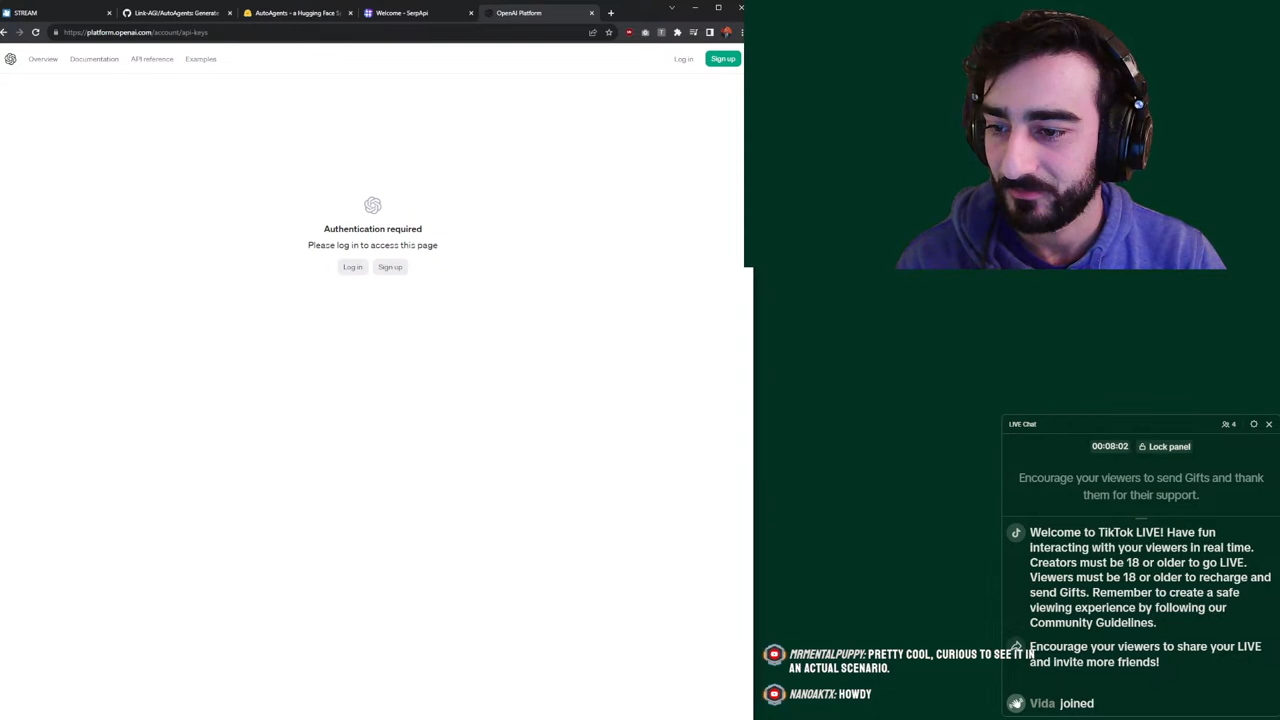 STREAM
Link-AGI/AutoAgents: Generate
AutoAgents - a Hugging Face Sp
Welcome - SerpApi
OpenAI Platform
https://platform.openai.com/account/api-keys
Overview
Documentation
API reference
Examples
Log in
Sign up
Authentication required
Please log in to access this page
Log in
Sign up
LIVE Chat
4
00:08:02
Lock panel
Encourage your viewers to send Gifts and thank
them for their support.
Welcome to TikTok LIVE! Have fun
interacting with your viewers in real time.
Creators must be 18 or older to go LIVE.
Viewers must be 18 or older to recharge and
send Gifts. Remember to create a safe
viewing experience by following our
Community Guidelines.
Encourage your viewers to share your LIVE
and invite more friends!
Vida joined
MRMENTALPUPPY: PRETTY COOL, CURIOUS TO SEE IT IN
AN ACTUAL SCENARIO.
NANOAKTX: HOWDY